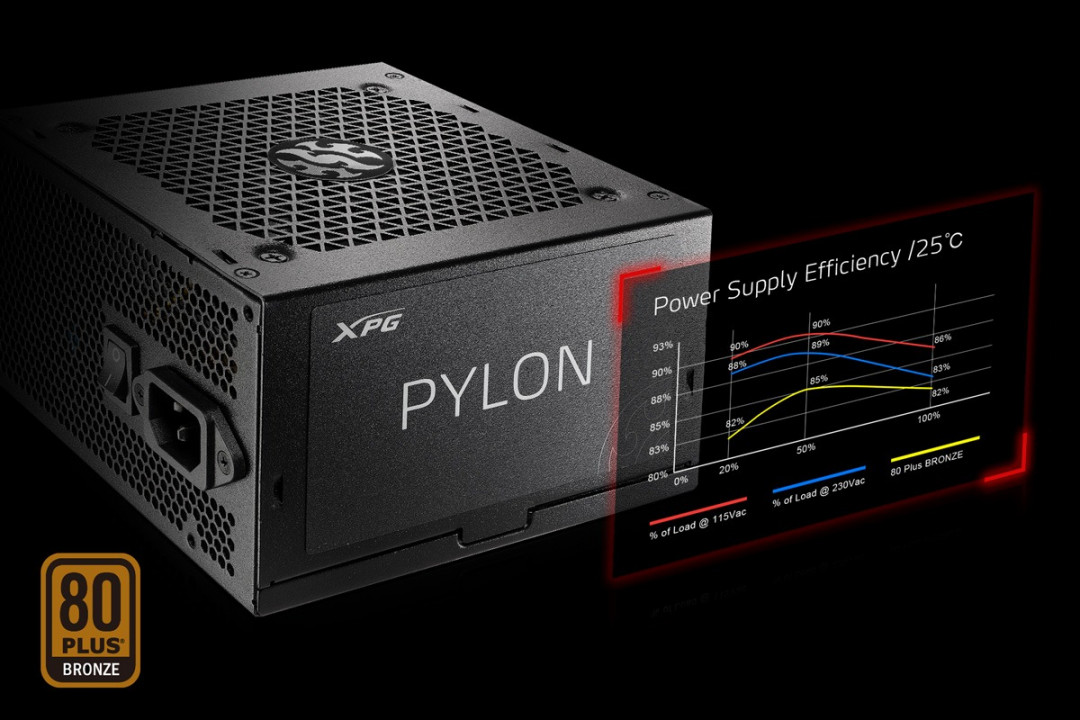 XPG
PYLON
Power Supply Efficiency /25℃
93%
90%
88%
85%
83%
80%
90%
88%
82%
90%
89%
85%
86%
83%
82%
0%
20%
50%
100%
% of Load @ 115Vac
% of Load @ 230Vac
80 Plus BRONZE
80
PLUS®
BRONZE